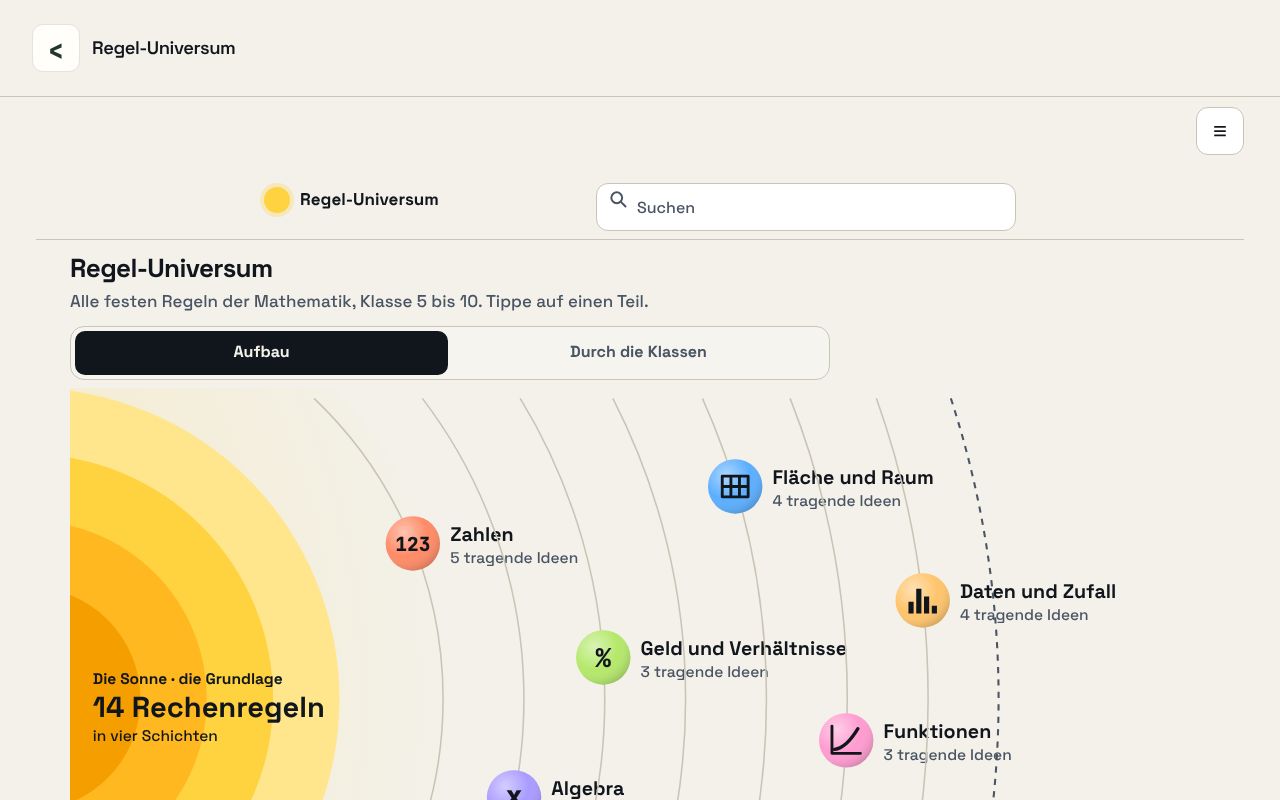 <
Regel-Universum
≡
Regel-Universum
Suchen
Regel-Universum
Alle festen Regeln der Mathematik, Klasse 5 bis 10. Tippe auf einen Teil.
Aufbau
Durch die Klassen
Fläche und Raum
4 tragende Ideen
123
Zahlen
5 tragende Ideen
Daten und Zufall
4 tragende Ideen
%
Geld und Verhältnisse
3 tragende Ideen
Die Sonne · die Grundlage
14 Rechenregeln
in vier Schichten
Funktionen
3 tragende Ideen
x
Algebra